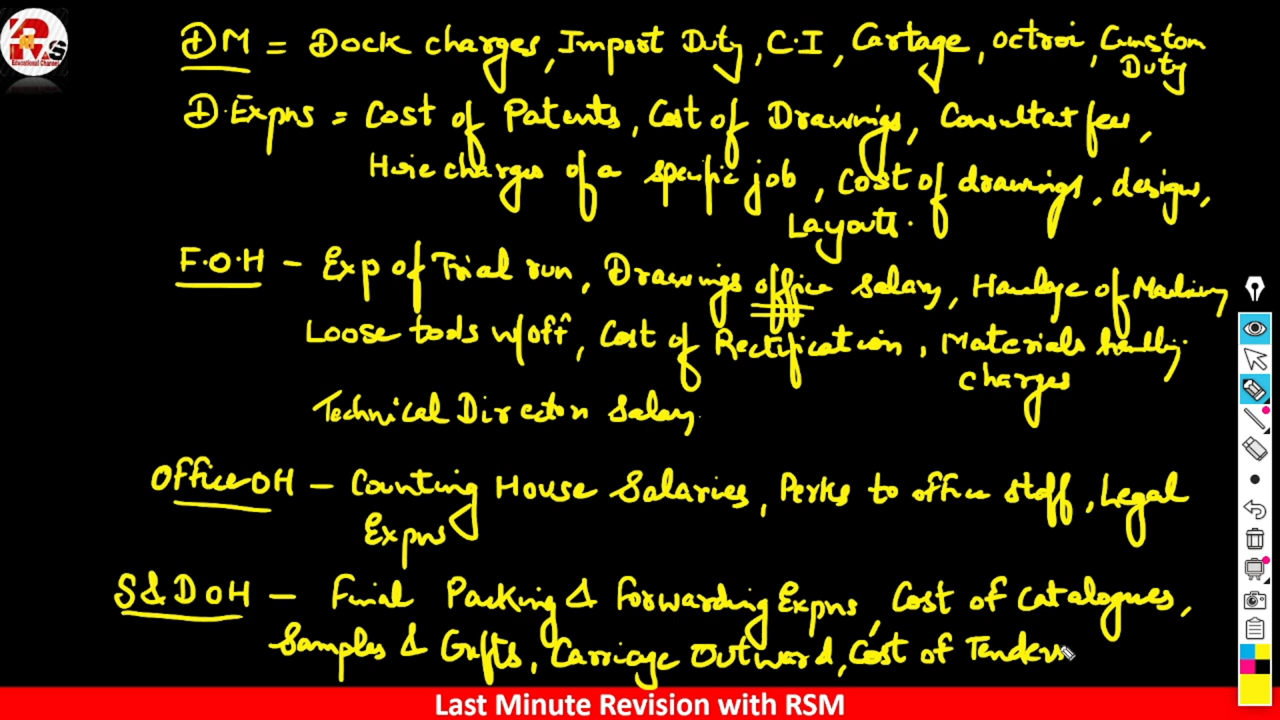 DM = Dock charges, Import Duty, C.I, Cartage, octroi, Custom Duty
D.Expns = Cost of Patents, Cost of Drawings, Consultat fee,
Hire charges of a specific job, Cost of drawings, designs,
Layouts.
F.O.H - Exp of Trial run, Drawings office salary, Haulage of Machinery
Loose tools w/off, Cost of Rectification, Materials handling charges
Technical Director Salary.
Office OH - Counting House Salaries, Perks to office staff, Legal
Expns
S & D OH - Final Packing & Forwarding Expns, Cost of Catalogues,
Samples & Gifts, Carriage Outward, Cost of Tenders
Last Minute Revision with RSM